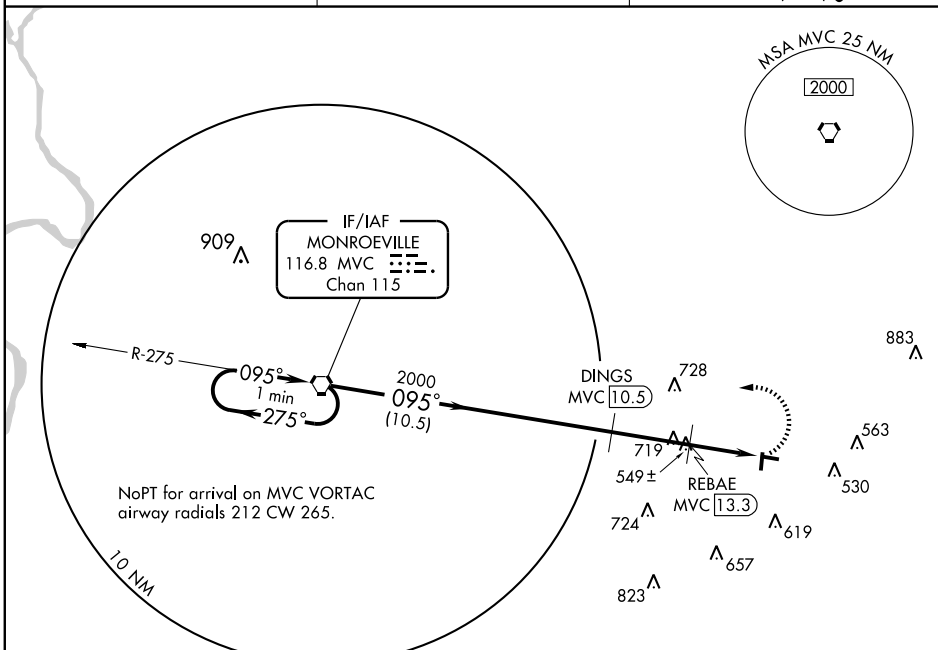 MSA MVC 25 NM
2000
IF/IAF
MONROEVILLE
116.8 MVC
Chan 115
909
883
R-275
095°
1 min
275°
2000
095°
(10.5)
DINGS
MVC 10.5
728
719
549±
563
530
REBAE
MVC 13.3
724
619
657
823
NoPT for arrival on MVC VORTAC
airway radials 212 CW 265.
10 NM